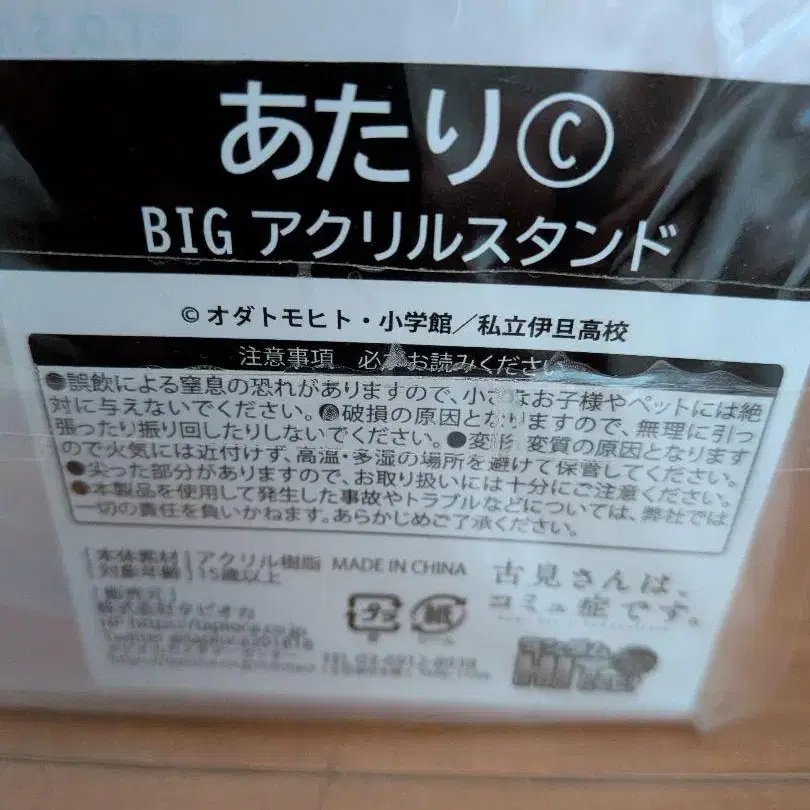 あたり©
BIG アクリルスタンド
© オダトモヒト・小学館／私立伊旦高校
注意事項 必 お読みください
●誤飲による窒息の恐れがありますので、小さなお子様やペットには絶
対に与えないでください。●破損の原因となりますので、無理に引っ
張ったり振り回したりしないでください。●変形、変質の原因となります
ので火気には近付けず、高温・多湿の場所を避けて保管してください。
●尖った部分がありますので、お取り扱いには十分にご注意ください。
●本製品を使用して発生した事故やトラブルなどについては、弊社では
一切の責任を負いかねます。あらかじめご了承ください。
本体素材 アクリル樹脂 MADE IN CHINA
対象年齢 15歳以上
古見さんは、
コミュ症です。
販売元
株式会社タピオカ
プラ 紙